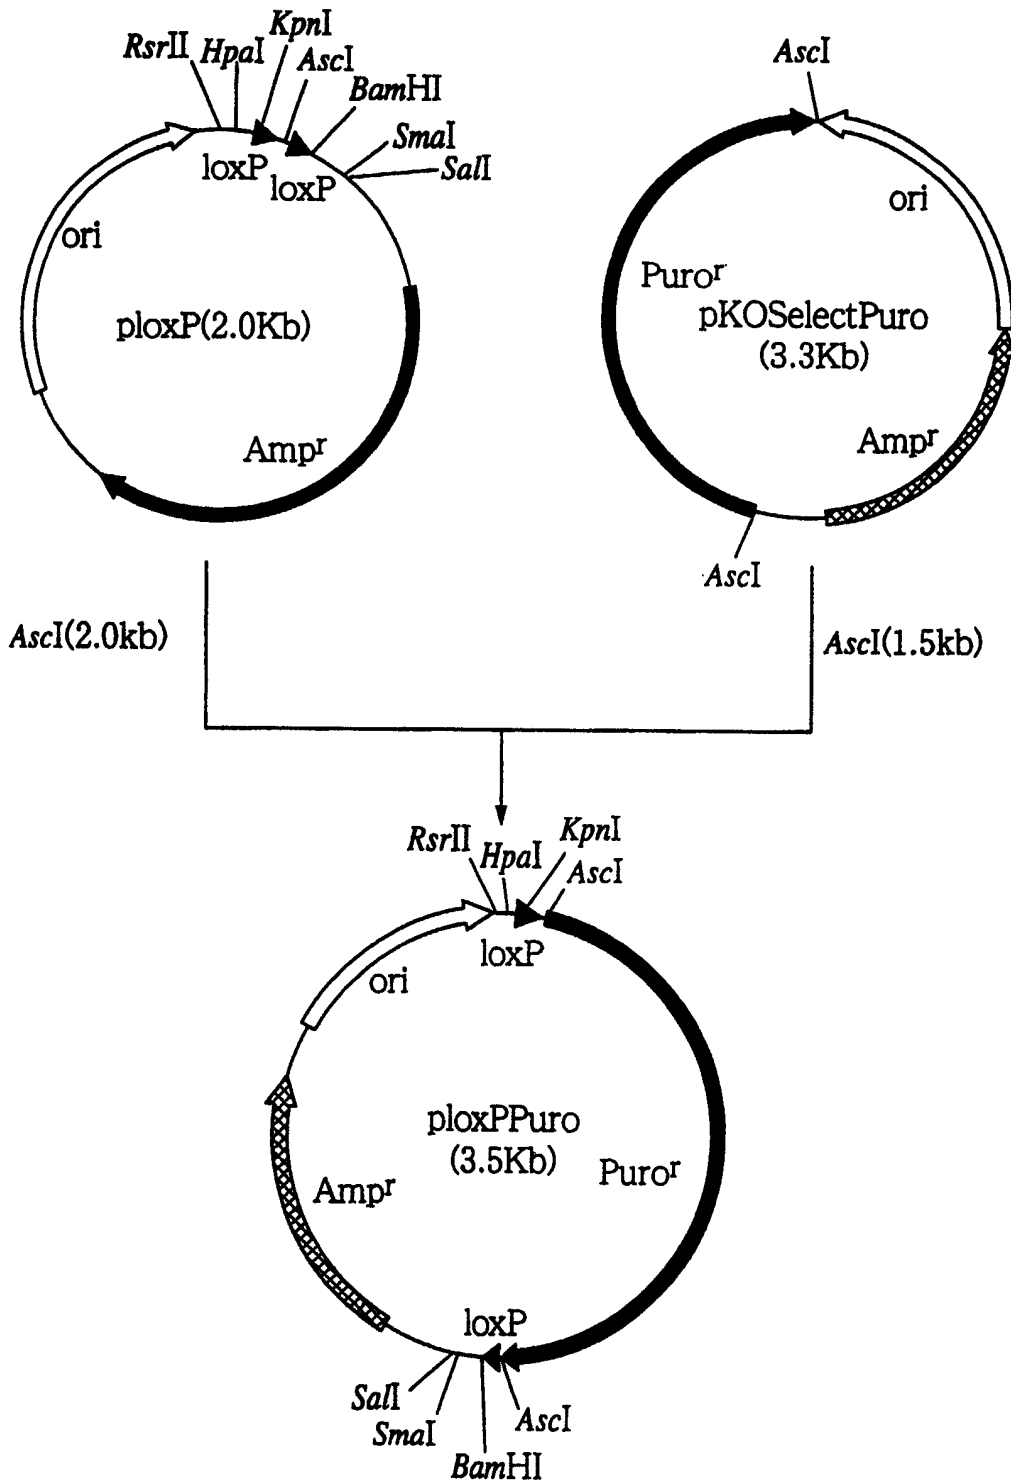 RsrII
HpaI
KpnI
AscI
BamHI
SmaI
SalI
loxP
loxP
ori
ploxP(2.0Kb)
Ampr
AscI
ori
Puror
pKOSelectPuro
(3.3Kb)
Ampr
AscI
AscI(2.0kb)
AscI(1.5kb)
RsrII
HpaI
KpnI
AscI
loxP
ori
ploxPPuro
(3.5Kb)
Puror
Ampr
loxP
SalI
SmaI
BamHI
AscI